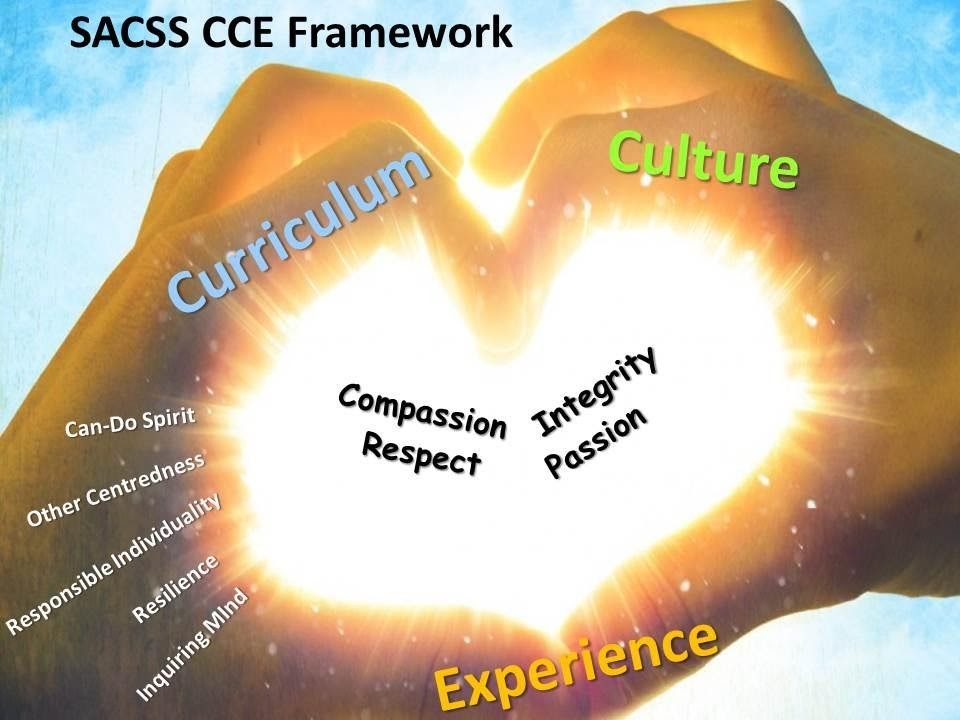 SACSS CCE Framework
Curriculum
Culture
Compassion
Respect
Integrity
Passion
Can-Do Spirit
Other Centredness
Responsible Individuality
Resilience
Inquiring MInd
Experience